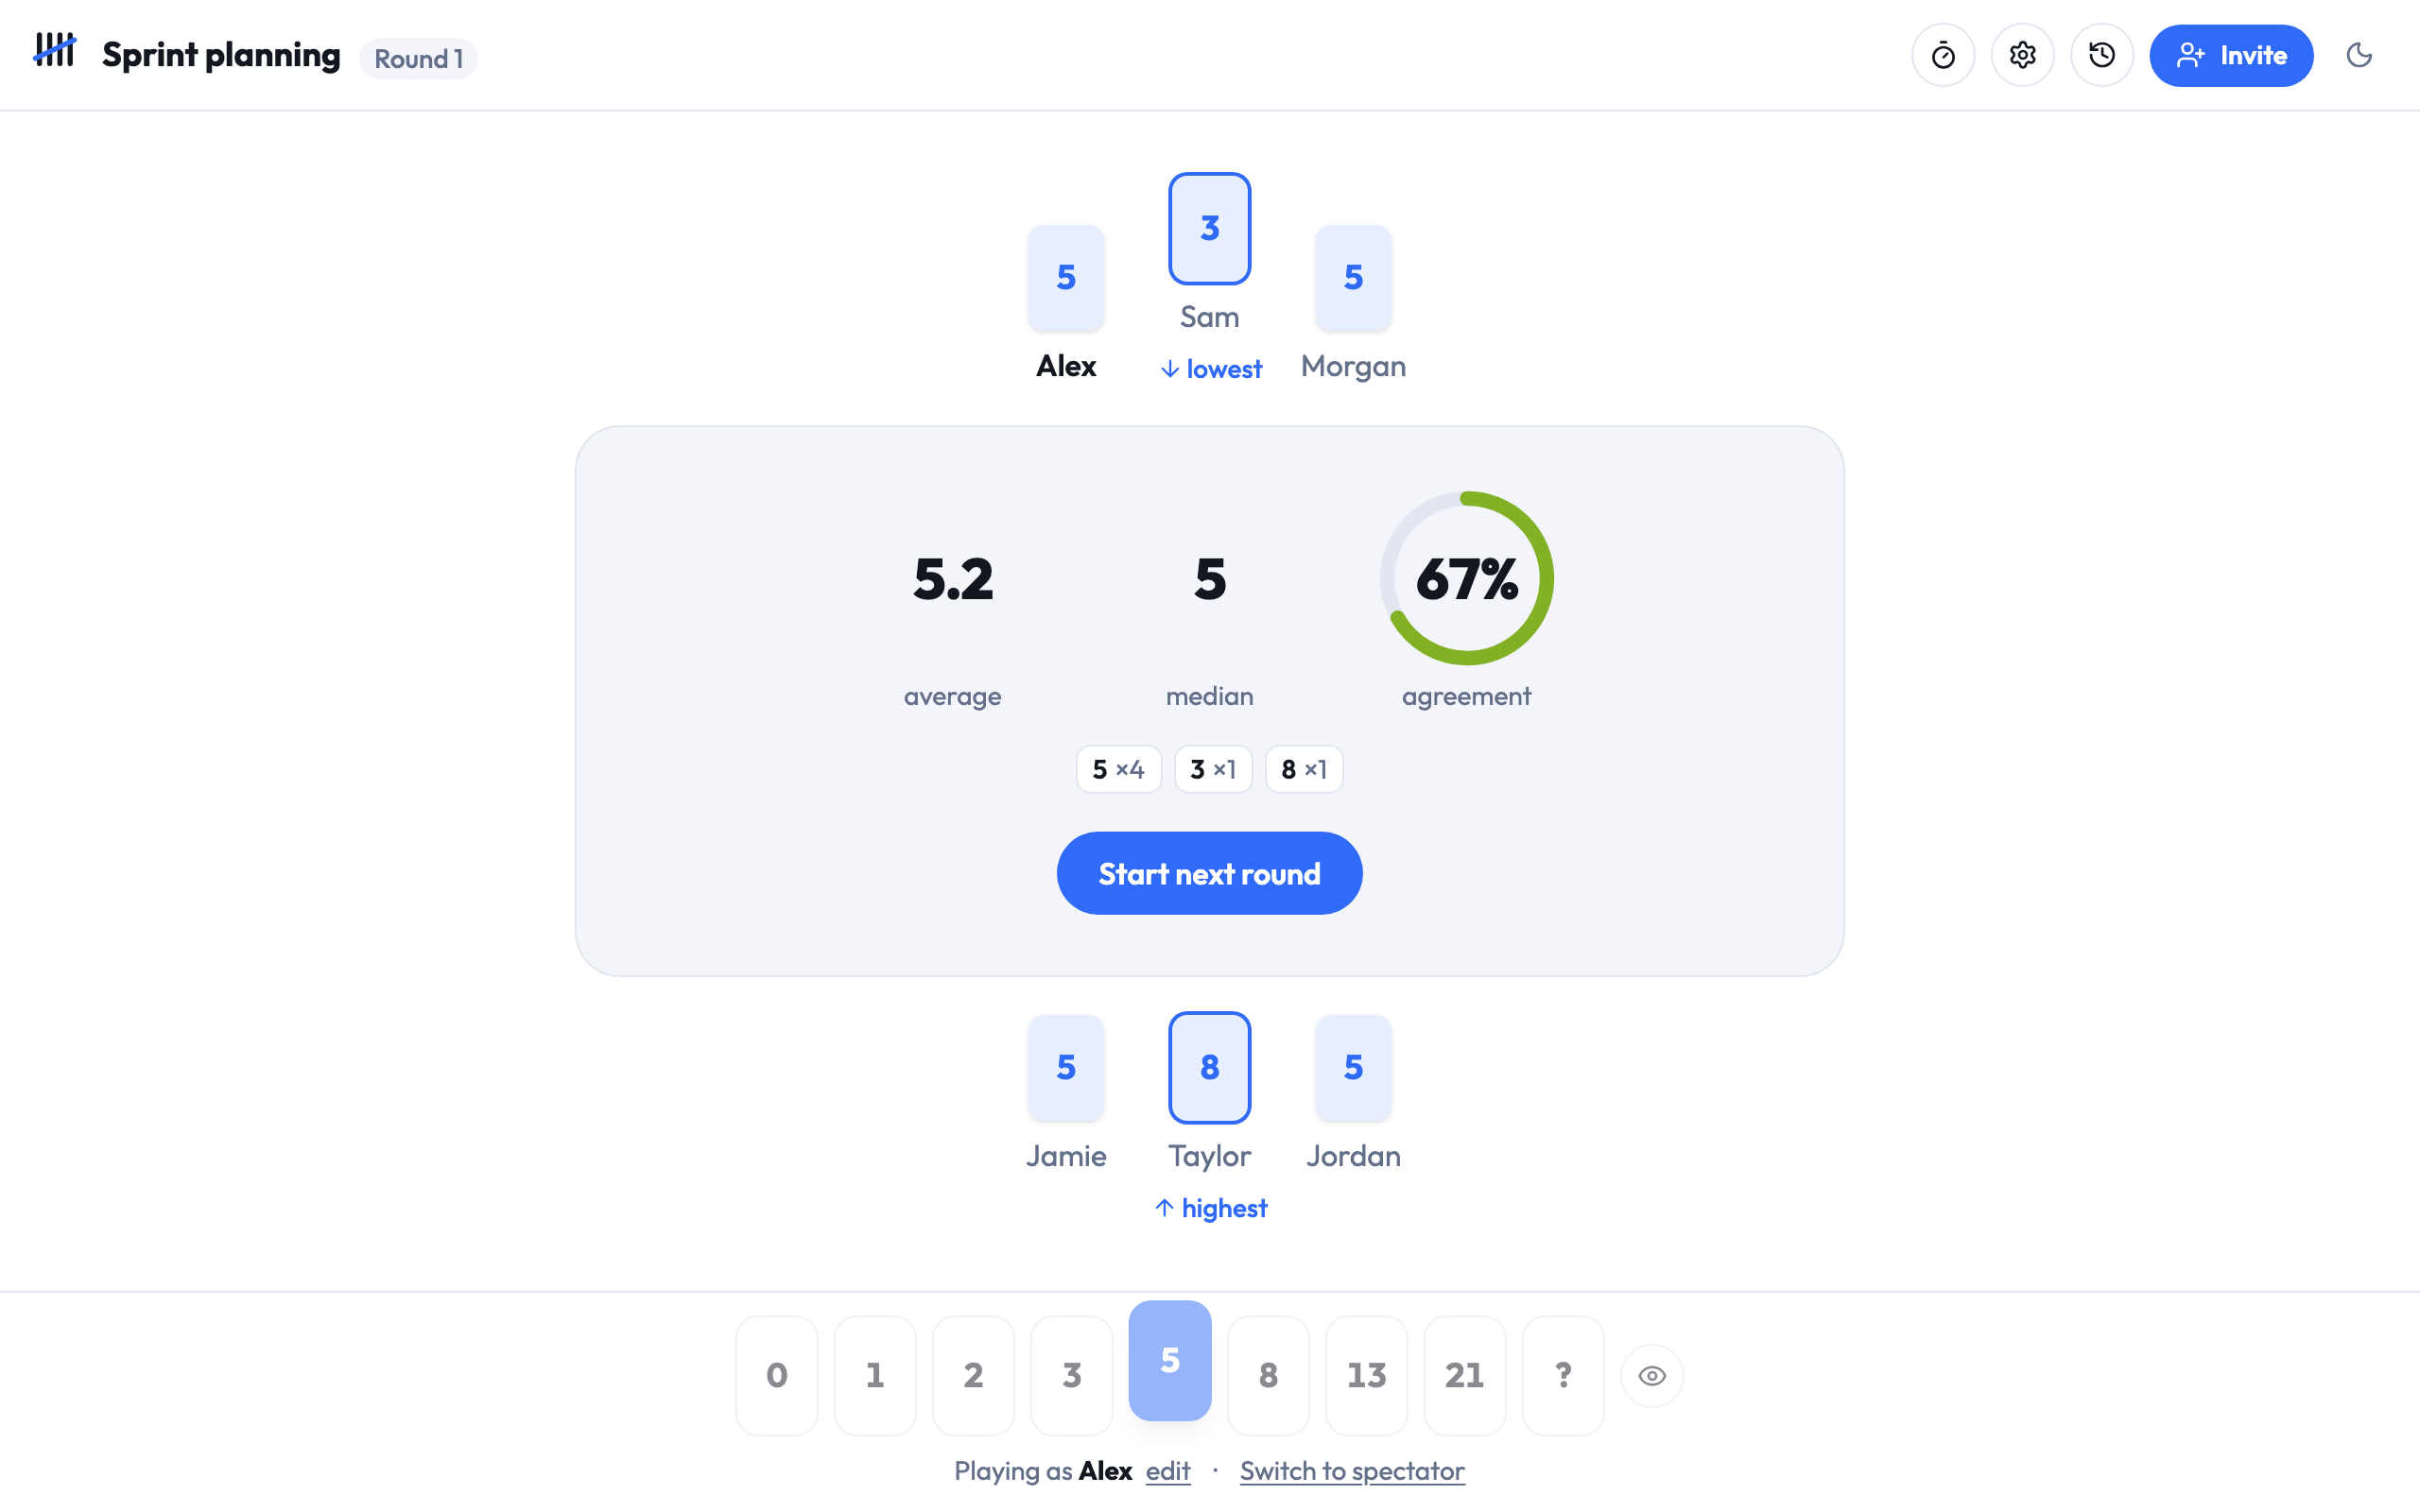 Sprint planning Round 1 Invite
3
5 5
Sam
Alex ↓ lowest Morgan
5.2 5 67%
average median agreement
5 ×4 3 ×1 8 ×1
Start next round
5 8 5
Jamie Taylor Jordan
↑ highest
0 1 2 3 5 8 13 21 ?
Playing as Alex edit · Switch to spectator